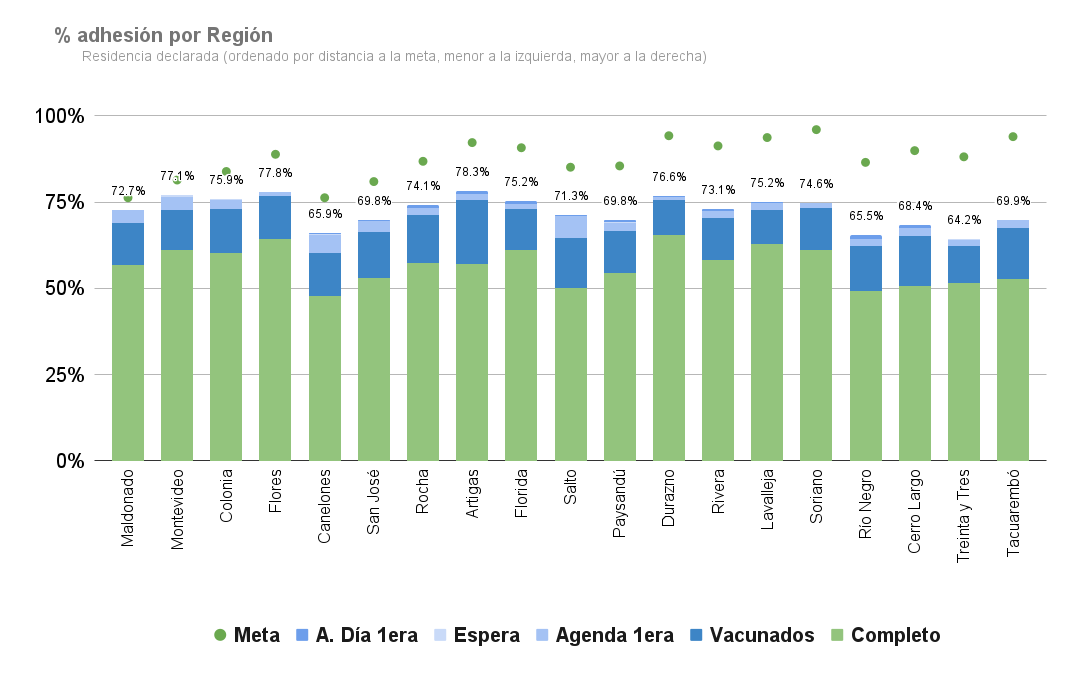 % adhesión por Región
Residencia declarada (ordenado por distancia a la meta, menor a la izquierda, mayor a la derecha)
100%
75%
50%
25%
0%
72.7%
77.1%
75.9%
77.8%
65.9%
69.8%
74.1%
78.3%
75.2%
71.3%
69.8%
76.6%
73.1%
75.2%
74.6%
65.5%
68.4%
64.2%
69.9%
Maldonado
Montevideo
Colonia
Flores
Canelones
San José
Rocha
Artigas
Florida
Salto
Paysandú
Durazno
Rivera
Lavalleja
Soriano
Río Negro
Cerro Largo
Treinta y Tres
Tacuarembó
Meta A. Día 1era Espera Agenda 1era Vacunados Completo